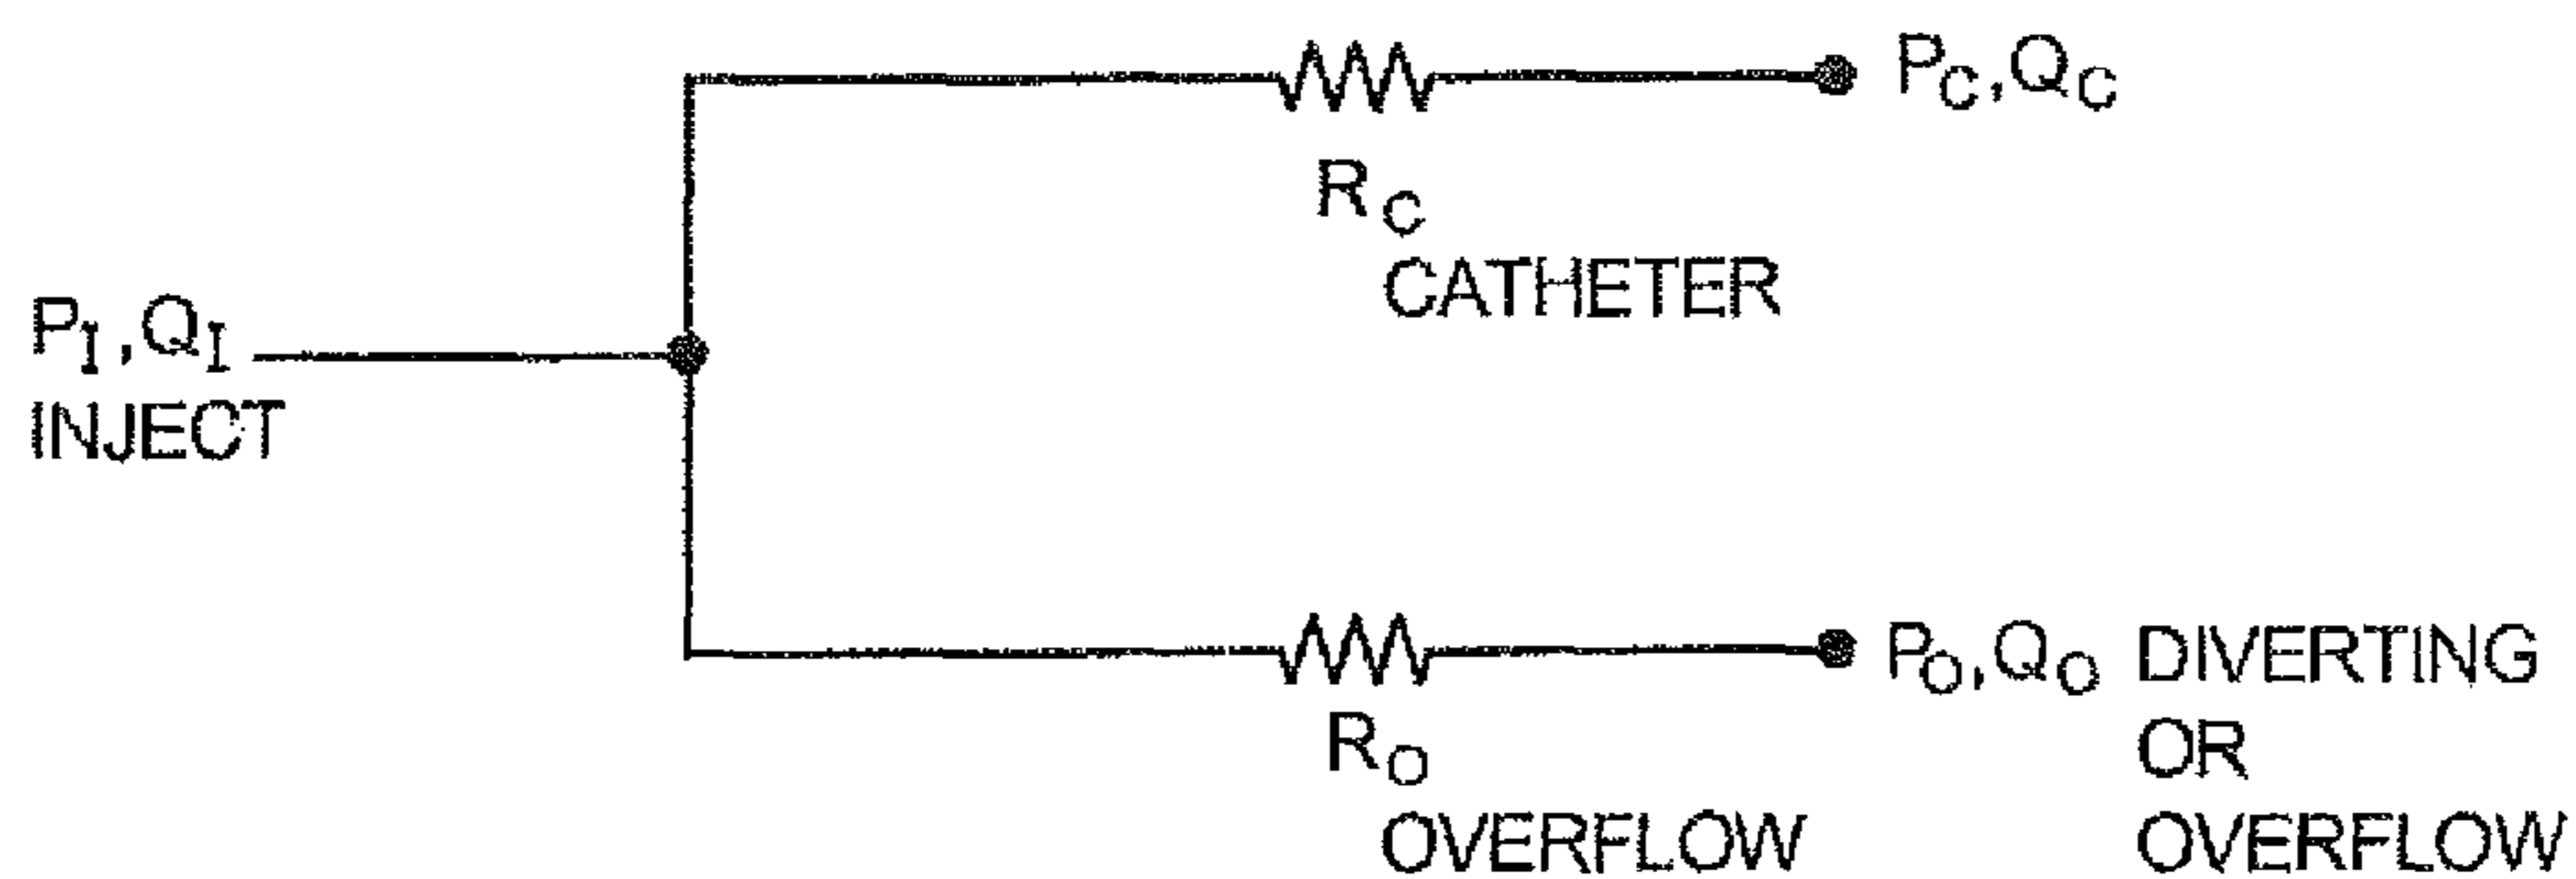 P_C, Q_C
R_C
CATHETER
P_I, Q_I
INJECT
P_O, Q_O DIVERTING
OR
OVERFLOW
R_O
OVERFLOW